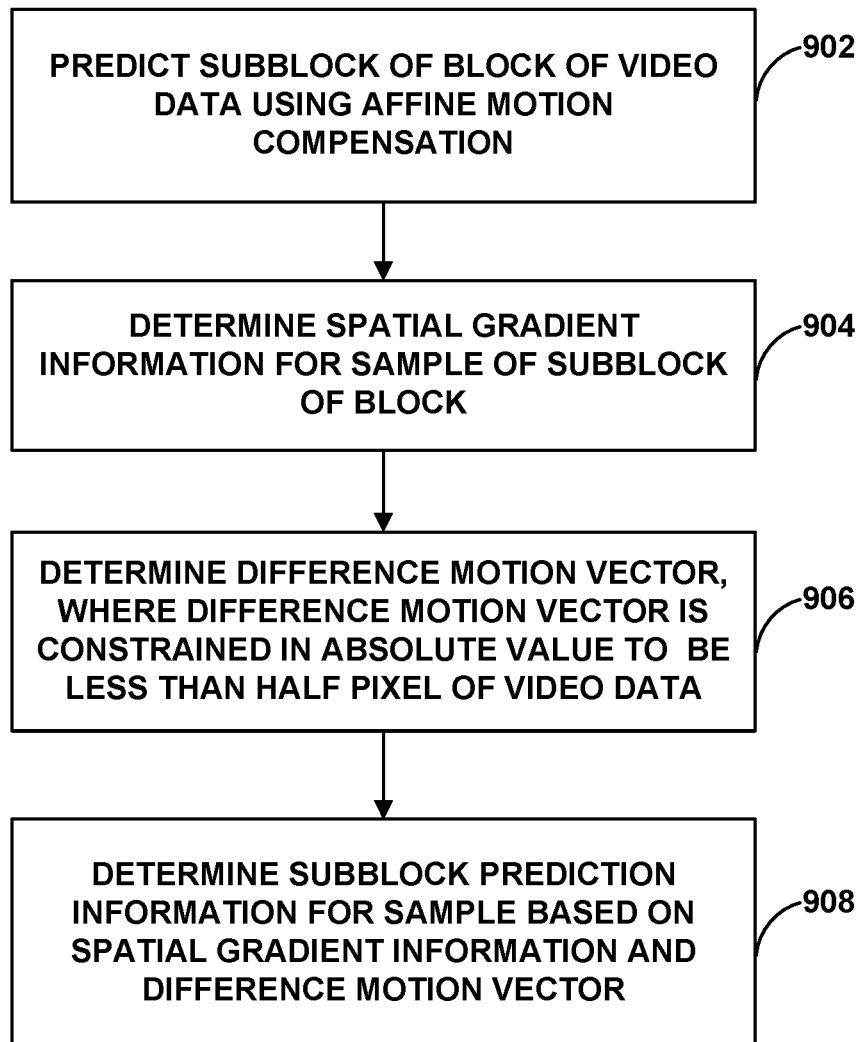 PREDICT SUBBLOCK OF BLOCK OF VIDEO
DATA USING AFFINE MOTION
COMPENSATION
902
DETERMINE SPATIAL GRADIENT
INFORMATION FOR SAMPLE OF SUBBLOCK
OF BLOCK
904
DETERMINE DIFFERENCE MOTION VECTOR,
WHERE DIFFERENCE MOTION VECTOR IS
CONSTRAINED IN ABSOLUTE VALUE TO BE
LESS THAN HALF PIXEL OF VIDEO DATA
906
DETERMINE SUBBLOCK PREDICTION
INFORMATION FOR SAMPLE BASED ON
SPATIAL GRADIENT INFORMATION AND
DIFFERENCE MOTION VECTOR
908